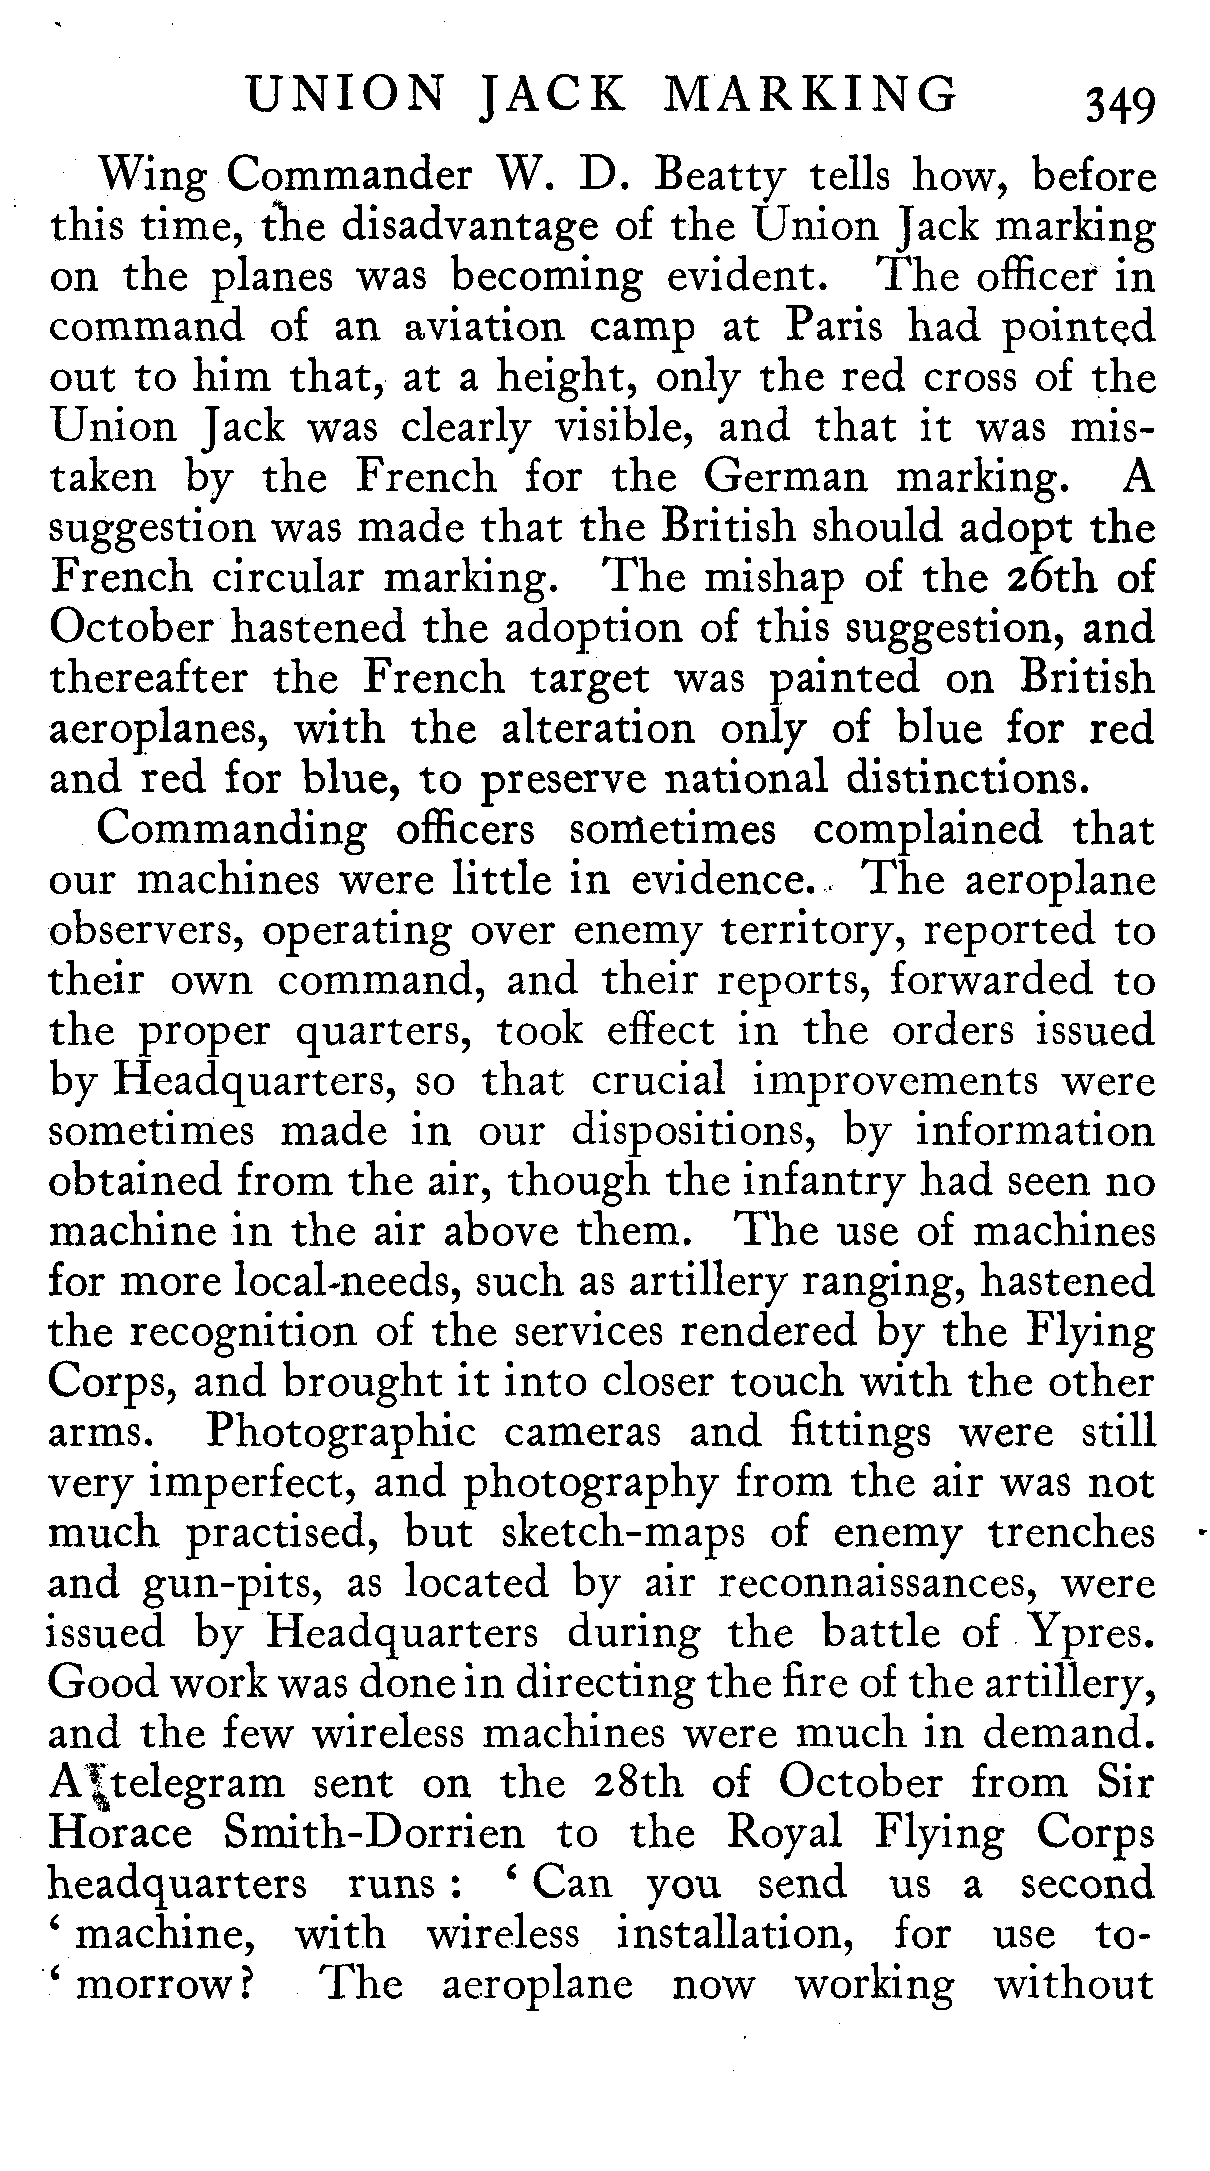 UNION JACK MARKING 349
Wing Commander W. D. Beatty tells how, before
this time, the disadvantage of the Union Jack marking
on the planes was becoming evident. The officer in
command of an aviation camp at Paris had pointed
out to him that, at a height, only the red cross of the
Union Jack was clearly visible, and that it was mis-
taken by the French for the German marking. A
suggestion was made that the British should adopt the
French circular marking. The mishap of the 26th of
October hastened the adoption of this suggestion, and
thereafter the French target was painted on British
aeroplanes, with the alteration only of blue for red
and red for blue, to preserve national distinctions.
Commanding officers sometimes complained that
our machines were little in evidence. The aeroplane
observers, operating over enemy territory, reported to
their own command, and their reports, forwarded to
the proper quarters, took effect in the orders issued
by Headquarters, so that crucial improvements were
sometimes made in our dispositions, by information
obtained from the air, though the infantry had seen no
machine in the air above them. The use of machines
for more local needs, such as artillery ranging, hastened
the recognition of the services rendered by the Flying
Corps, and brought it into closer touch with the other
arms. Photographic cameras and fittings were still
very imperfect, and photography from the air was not
much practised, but sketch-maps of enemy trenches
and gun-pits, as located by air reconnaissances, were
issued by Headquarters during the battle of Ypres.
Good work was done in directing the fire of the artillery,
and the few wireless machines were much in demand.
A telegram sent on the 28th of October from Sir
Horace Smith-Dorrien to the Royal Flying Corps
headquarters runs : ‘ Can you send us a second
‘ machine, with wireless installation, for use to-
‘ morrow? The aeroplane now working without